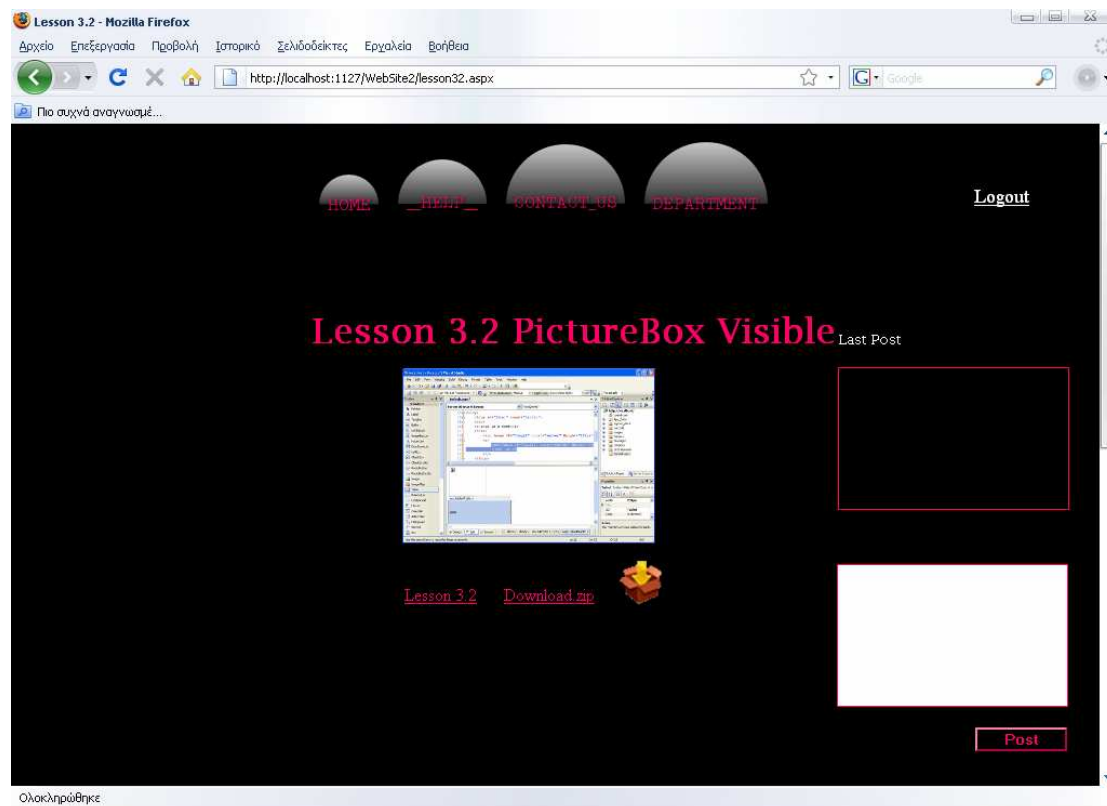 Lesson 3.2 - Mozilla Firefox
Αρχείο Επεξεργασία Προβολή Ιστορικό Σελιδοδείκτες Εργαλεία Βοήθεια
http://localhost:1127/WebSite2/lesson32.aspx G Google
Πιο συχνά αναγνωσμέ...
HOME __HELP__ CONTACT_US DEPARTMENT
Logout
Lesson 3.2 PictureBox Visible
Last Post
Lesson 3.2 Download.zip
Post
Ολοκληρώθηκε